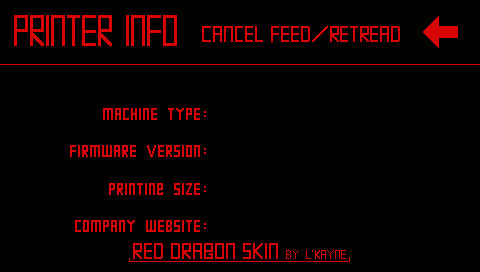 PRINTER INFO CANCEL FEED/RETREAD
MACHINE TYPE:
FIRMWARE VERSION:
PRINTINE SIZE:
COMPANY WEBSITE:
RED DRAGON SKIN BY L'KAYNE